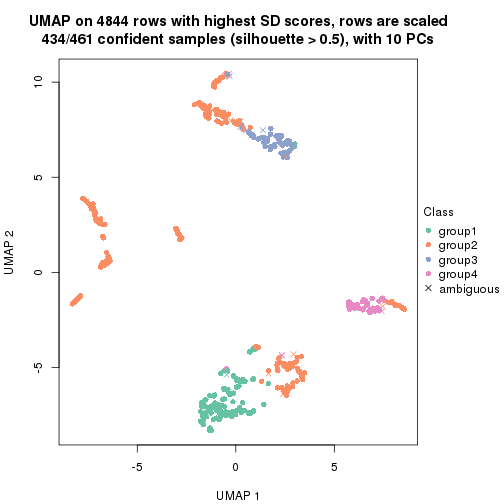 UMAP on 4844 rows with highest SD scores, rows are scaled
434/461 confident samples (silhouette > 0.5), with 10 PCs
10
5
0
-5
UMAP 2
-5
0
5
UMAP 1
Class
group1
group2
group3
group4
ambiguous